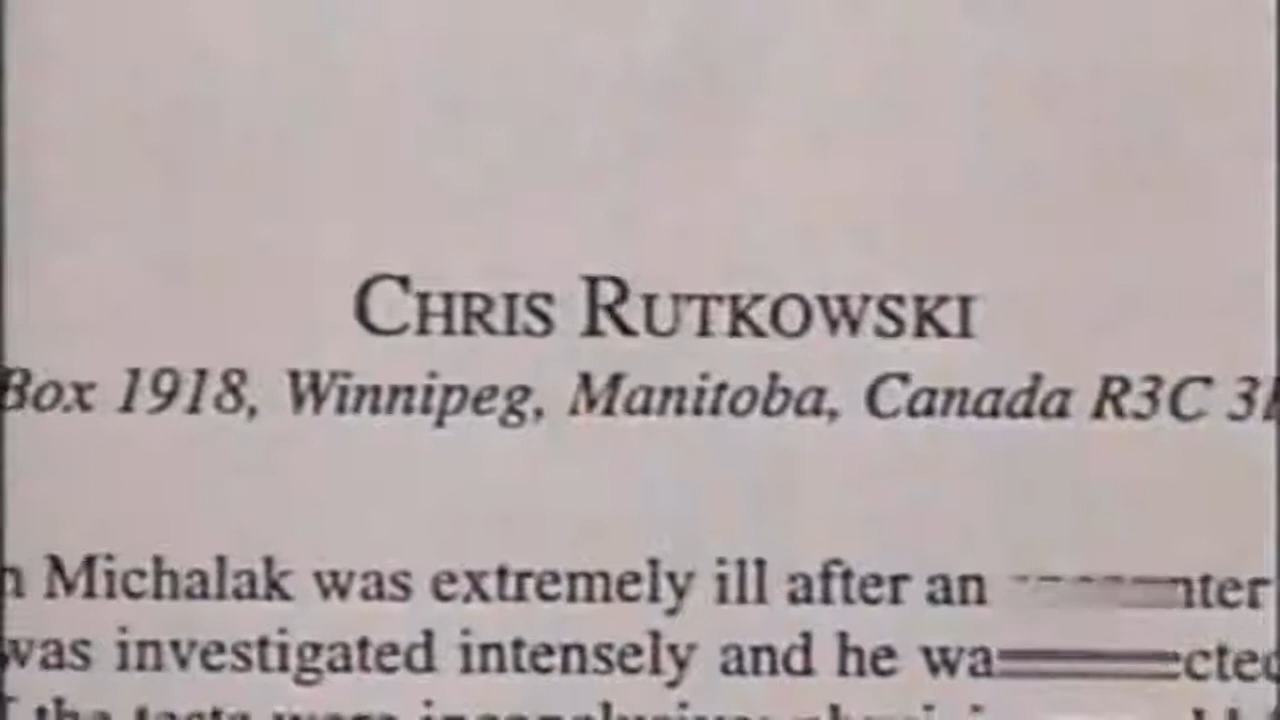 CHRIS RUTKOWSKI
Box 1918, Winnipeg, Manitoba, Canada R3C
Michalak was extremely ill after an
was investigated intensely and he